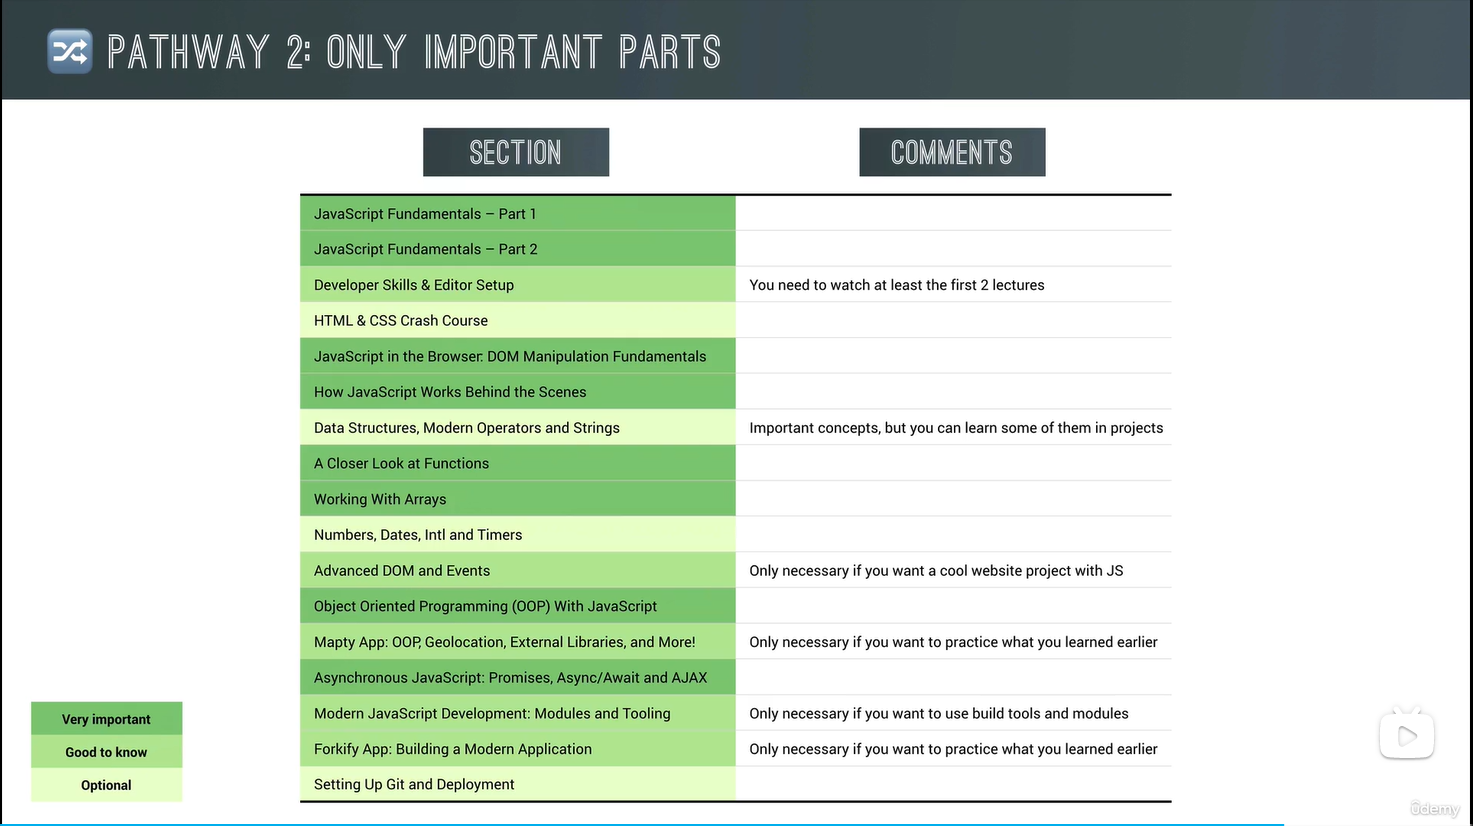 PATHWAY 2: ONLY IMPORTANT PARTS
SECTION
COMMENTS
JavaScript Fundamentals – Part 1
JavaScript Fundamentals – Part 2
Developer Skills & Editor Setup
You need to watch at least the first 2 lectures
HTML & CSS Crash Course
JavaScript in the Browser: DOM Manipulation Fundamentals
How JavaScript Works Behind the Scenes
Data Structures, Modern Operators and Strings
Important concepts, but you can learn some of them in projects
A Closer Look at Functions
Working With Arrays
Numbers, Dates, Intl and Timers
Advanced DOM and Events
Only necessary if you want a cool website project with JS
Object Oriented Programming (OOP) With JavaScript
Mapty App: OOP, Geolocation, External Libraries, and More!
Only necessary if you want to practice what you learned earlier
Asynchronous JavaScript: Promises, Async/Await and AJAX
Modern JavaScript Development: Modules and Tooling
Only necessary if you want to use build tools and modules
Forkify App: Building a Modern Application
Only necessary if you want to practice what you learned earlier
Setting Up Git and Deployment
Very important
Good to know
Optional
ûdemy